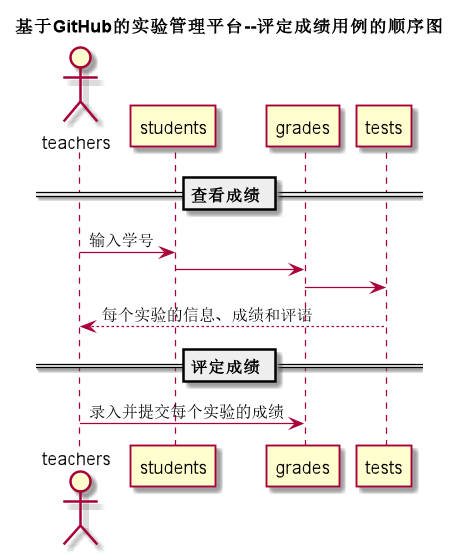 基于GitHub的实验管理平台--评定成绩用例的顺序图
teachers
students
grades
tests
查看成绩
输入学号
每个实验的信息、成绩和评语
评定成绩
录入并提交每个实验的成绩
teachers
students
grades
tests